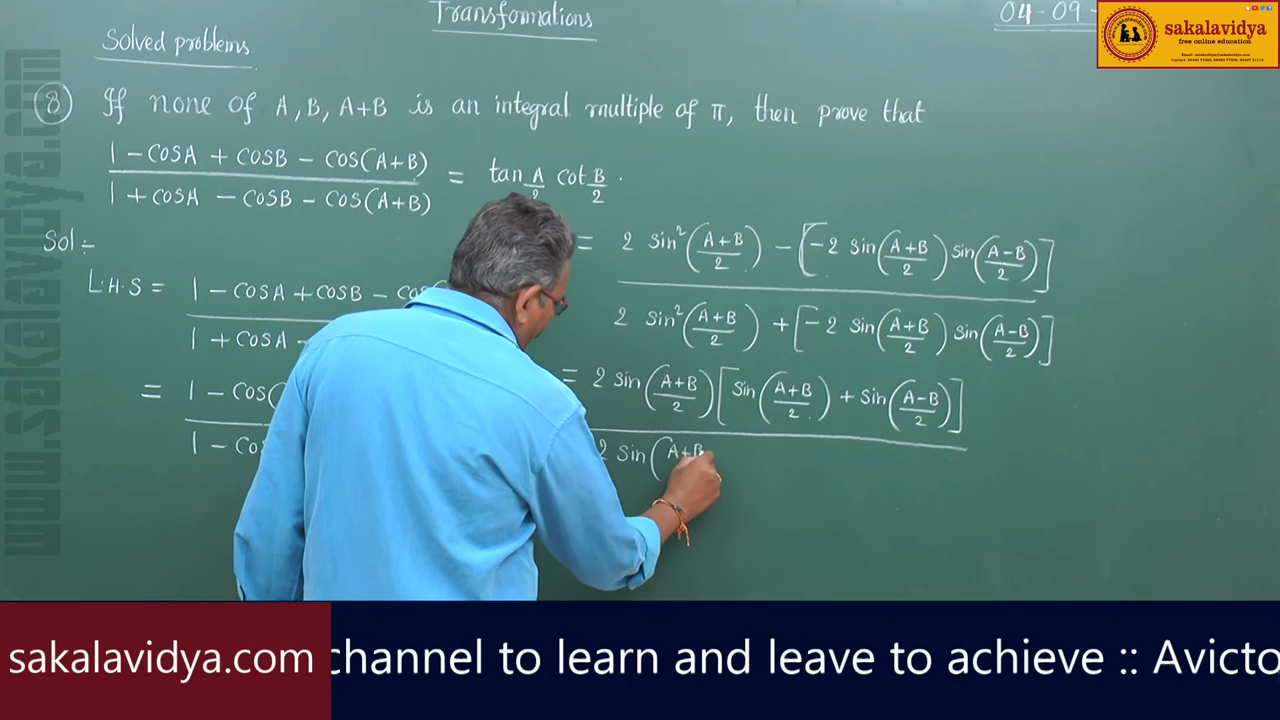 Transformations
04-09-
Solved problems
sakalavidya
free online education
www.sakalavidya.com
8 If none of A, B, A+B is an integral multiple of π, then prove that
1 - cosA + cosB - cos(A+B) / 1 + cosA - cosB - cos(A+B) = tan A/2 cot B/2 .
Sol :-
L.H.S = 1 - cosA + cosB - cos / 1 + cosA -
= 1 - cos( / 1 - co
= 2 sin²(A+B/2) - [-2 sin(A+B/2) sin(A-B/2)] / 2 sin²(A+B/2) + [-2 sin(A+B/2) sin(A-B/2)]
= 2 sin(A+B/2) [sin(A+B/2) + sin(A-B/2)] / 2 sin(A+B
sakalavidya.com
channel to learn and leave to achieve :: Avicto